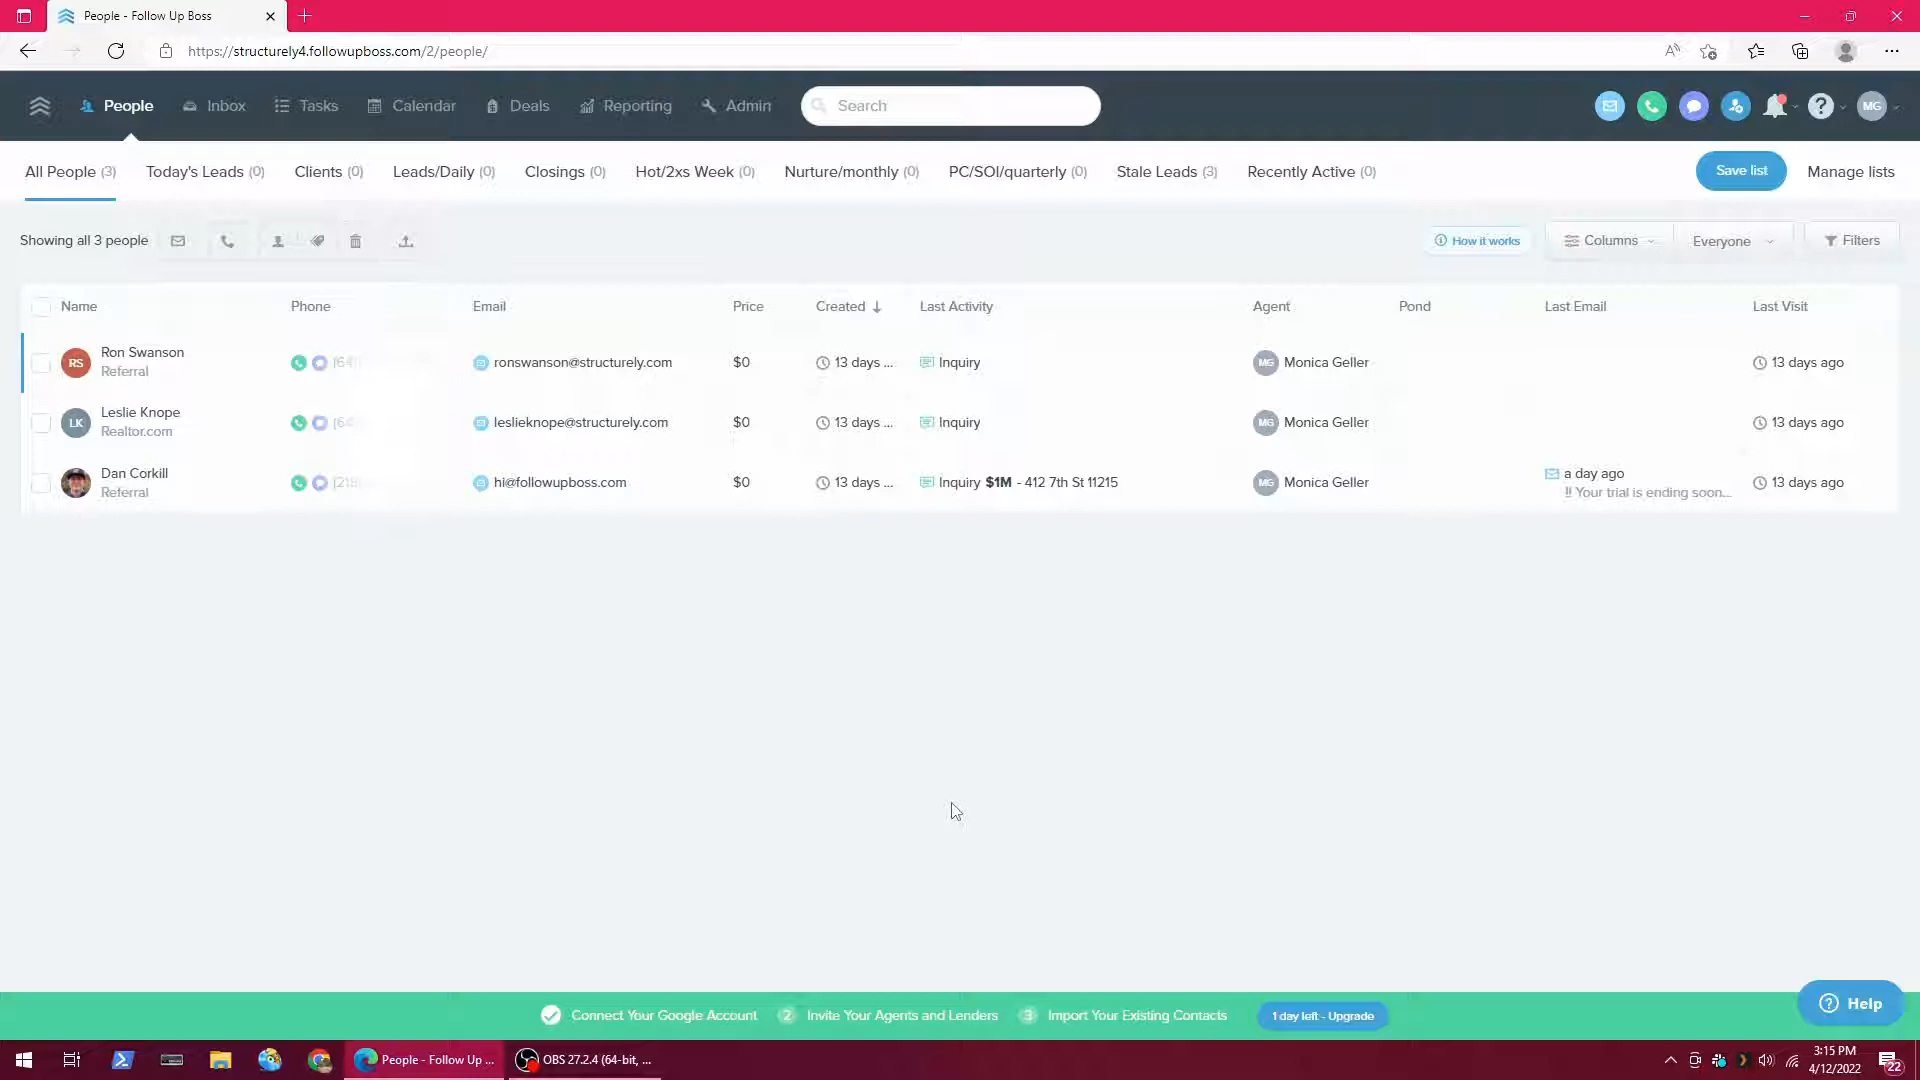 People - Follow Up Boss
https://structurely4.followupboss.com/2/people/
People Inbox Tasks Calendar Deals Reporting Admin Search MG
All People (3) Today's Leads (0) Clients (0) Leads/Daily (0) Closings (0) Hot/2xs Week (0) Nurture/monthly (0) PC/SOI/quarterly (0) Stale Leads (3) Recently Active (0) Save list Manage lists
Showing all 3 people How it works Columns Everyone Filters
Name Phone Email Price Created ↓ Last Activity Agent Pond Last Email Last Visit
RS Ron Swanson ronswanson@structurely.com $0 13 days ... Inquiry MG Monica Geller 13 days ago
Referral
LK Leslie Knope leslieknope@structurely.com $0 13 days ... Inquiry MG Monica Geller 13 days ago
Realtor.com
Dan Corkill hi@followupboss.com $0 13 days ... Inquiry $1M - 412 7th St 11215 MG Monica Geller a day ago 13 days ago
Referral !! Your trial is ending soon...
Connect Your Google Account 2 Invite Your Agents and Lenders 3 Import Your Existing Contacts 1 day left - Upgrade
? Help
People - Follow Up ... OBS 27.2.4 (64-bit, ... 3:15 PM
4/12/2022 22